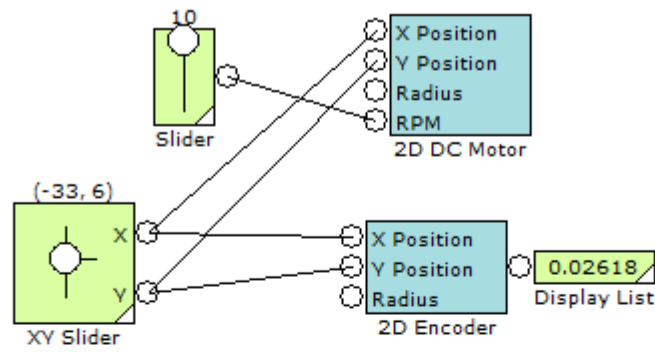 10
Slider
X Position
Y Position
Radius
RPM
2D DC Motor
(-33, 6)
X
Y
XY Slider
X Position
Y Position
Radius
2D Encoder
0.02618
Display List